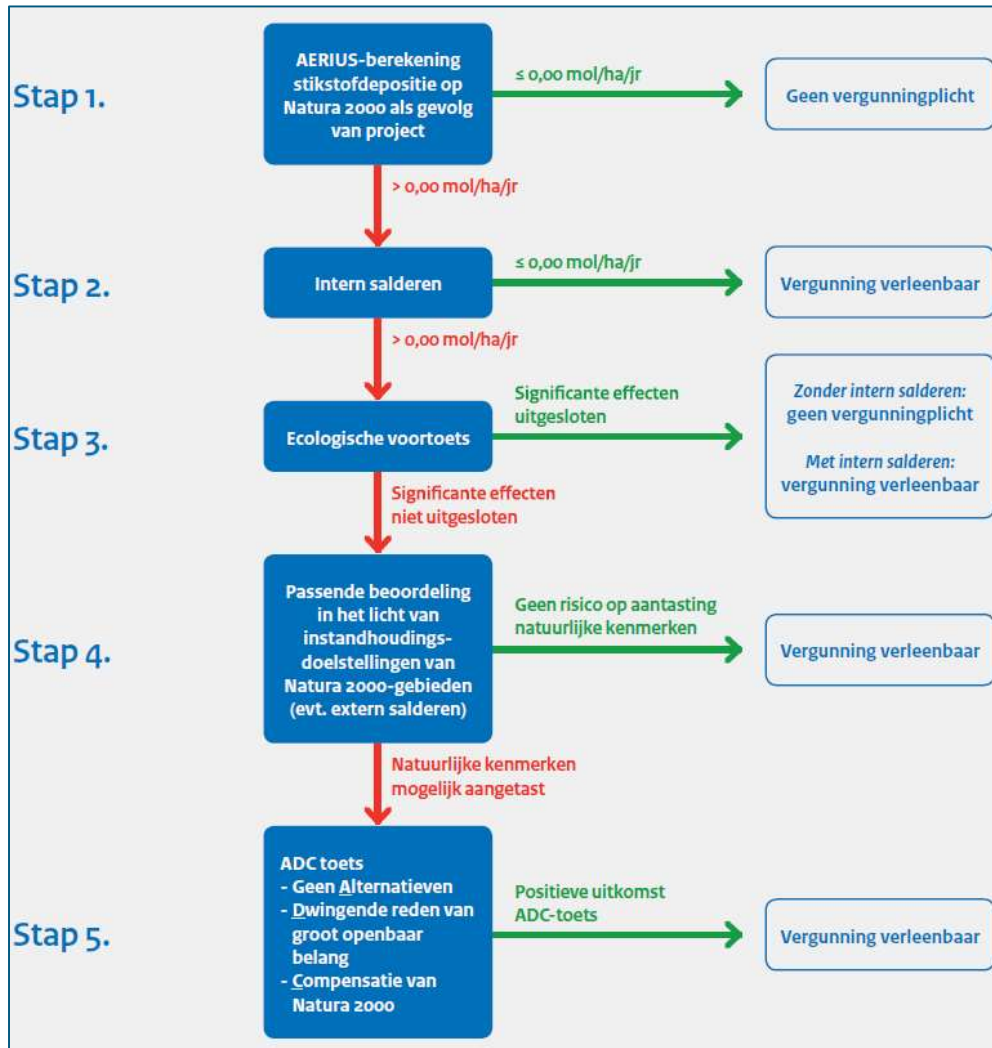 Stap 1.
AERIUS-berekening
stikstofdepositie op
Natura 2000 als gevolg
van project
≤ 0,00 mol/ha/jr
Geen vergunningplicht
> 0,00 mol/ha/jr
Stap 2.
Intern salderen
≤ 0,00 mol/ha/jr
Vergunning verleenbaar
> 0,00 mol/ha/jr
Stap 3.
Ecologische voortoets
Significante effecten
uitgesloten
Zonder intern salderen:
geen vergunningplicht
Met intern salderen:
vergunning verleenbaar
Significante effecten
niet uitgesloten
Stap 4.
Passende beoordeling
in het licht van
instandhoudings-
doelstellingen van
Natura 2000-gebieden
(evt. extern salderen)
Geen risico op aantasting
natuurlijke kenmerken
Vergunning verleenbaar
Natuurlijke kenmerken
mogelijk aangetast
Stap 5.
ADC toets
- Geen Alternatieven
- Dwingende reden van
groot openbaar
belang
- Compensatie van
Natura 2000
Positieve uitkomst
ADC-toets
Vergunning verleenbaar